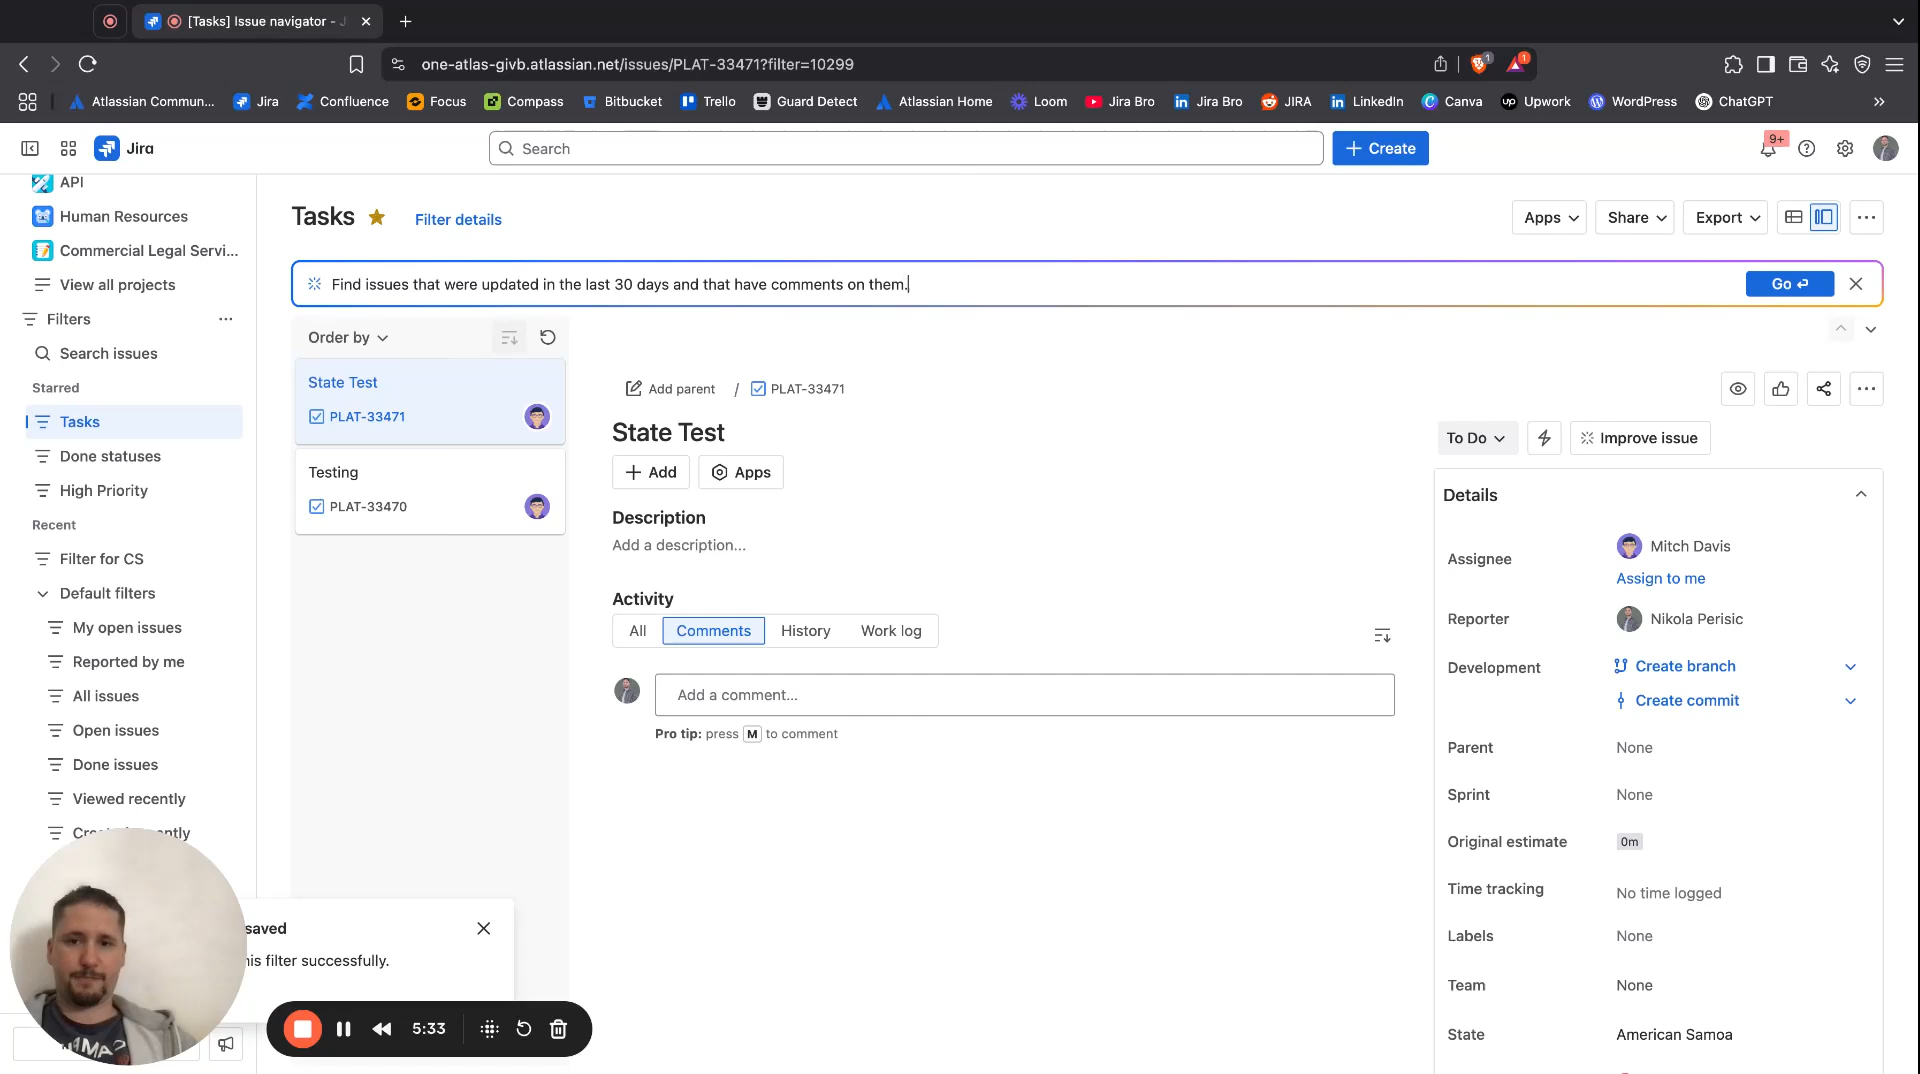 [Tasks] Issue navigator - J
one-atlas-givb.atlassian.net/issues/PLAT-33471?filter=10299
1
1
Atlassian Commun...
Jira
Confluence
Focus
Compass
Bitbucket
Trello
Guard Detect
Atlassian Home
Loom
Jira Bro
Jira Bro
JIRA
LinkedIn
Canva
Upwork
WordPress
ChatGPT
Jira
Search
Create
9+
API
Human Resources
Commercial Legal Servi...
View all projects
Filters
Search issues
Starred
Tasks
Done statuses
High Priority
Recent
Filter for CS
Default filters
My open issues
Reported by me
All issues
Open issues
Done issues
Viewed recently
Tasks
Filter details
Apps
Share
Export
Find issues that were updated in the last 30 days and that have comments on them.
Go
Order by
State Test
PLAT-33471
Testing
PLAT-33470
Add parent / PLAT-33471
State Test
Add
Apps
Description
Add a description...
Activity
All
Comments
History
Work log
Add a comment...
Pro tip: press M to comment
To Do
Improve issue
Details
Assignee
Mitch Davis
Assign to me
Reporter
Nikola Perisic
Development
Create branch
Create commit
Parent
None
Sprint
None
Original estimate
0m
Time tracking
No time logged
Labels
None
Team
None
State
American Samoa
saved
this filter successfully.
5:33